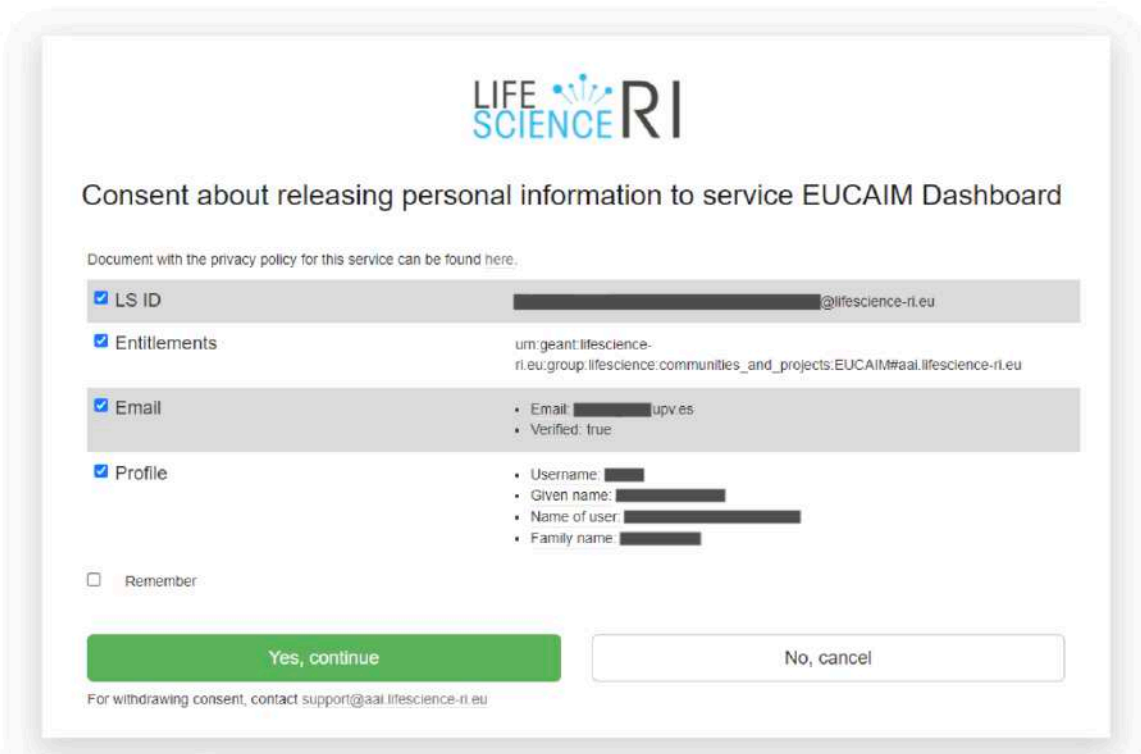 LIFE
SCIENCE RI
Consent about releasing personal information to service EUCAIM Dashboard
Document with the privacy policy for this service can be found here.
LS ID
@lifescience-ri.eu
Entitlements
urn:geant:lifescience-
ri.eu:group:lifescience:communities_and_projects:EUCAIM#aai.lifescience-ri.eu
Email
• Email: upv.es
• Verified: true
Profile
• Username:
• Given name:
• Name of user:
• Family name:
Remember
Yes, continue
No, cancel
For withdrawing consent, contact support@aai.lifescience-ri.eu